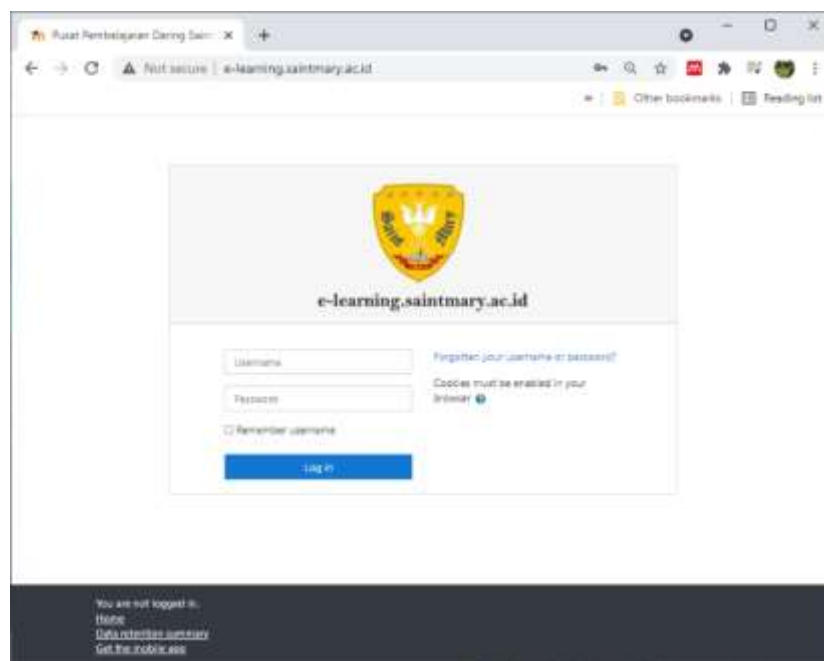 Pusat Pembelajaran Daring Sain
Not secure | e-learning.saintmary.ac.id
Other bookmarks
Reading list
Saint Mary
e-learning.saintmary.ac.id
Username
Forgotten your username or password?
Password
Cookies must be enabled in your
browser
Remember username
Log in
You are not logged in.
Home
Data retention summary
Get the mobile app